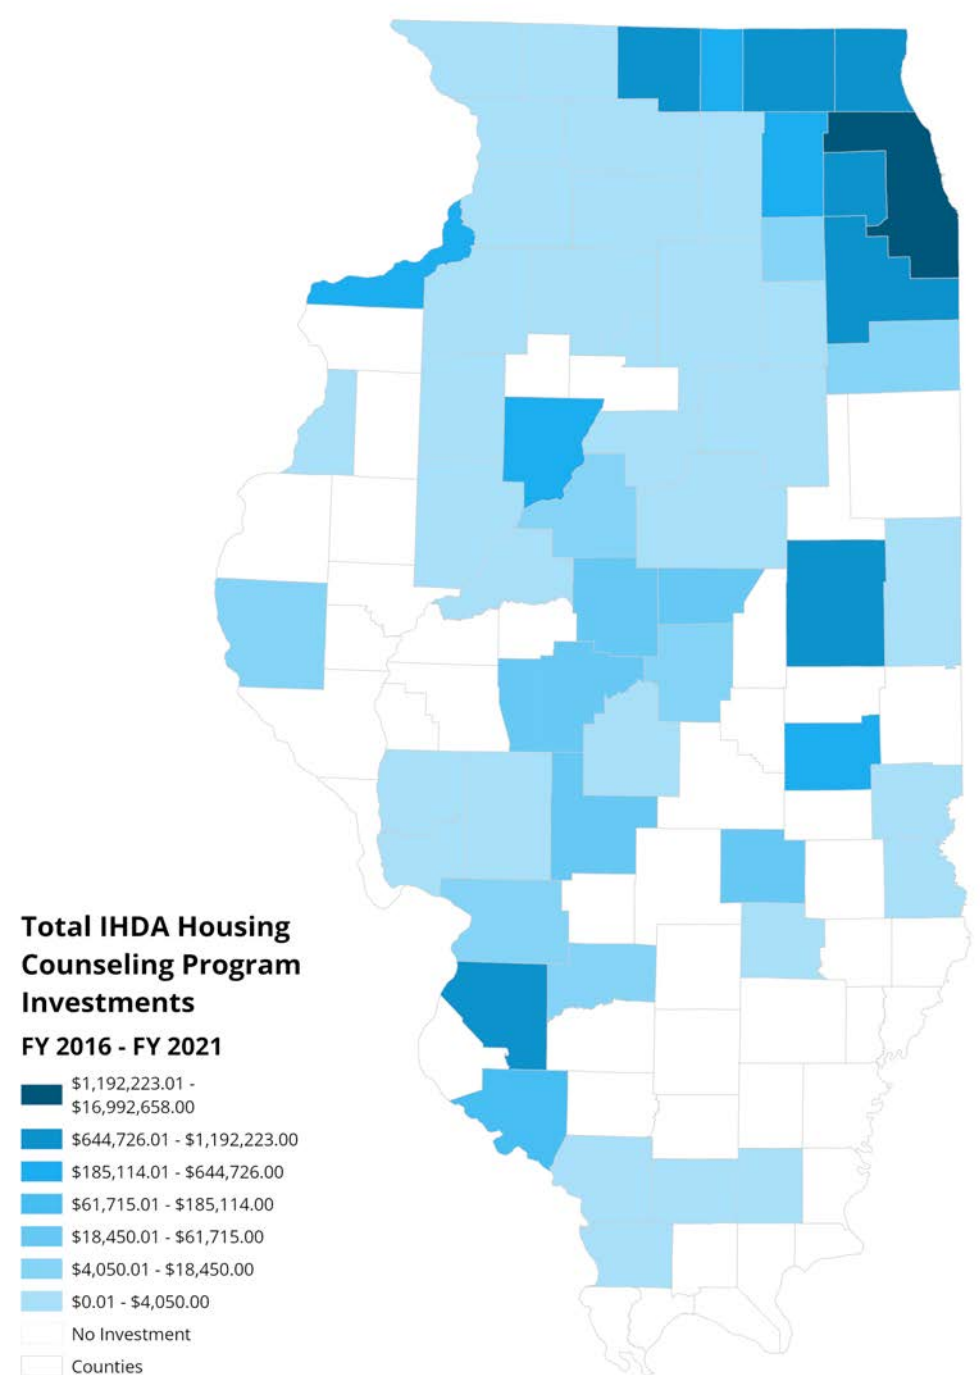 Total IHDA Housing
Counseling Program
Investments
FY 2016 - FY 2021
$1,192,223.01 -
$16,992,658.00
$644,726.01 - $1,192,223.00
$185,114.01 - $644,726.00
$61,715.01 - $185,114.00
$18,450.01 - $61,715.00
$4,050.01 - $18,450.00
$0.01 - $4,050.00
No Investment
Counties